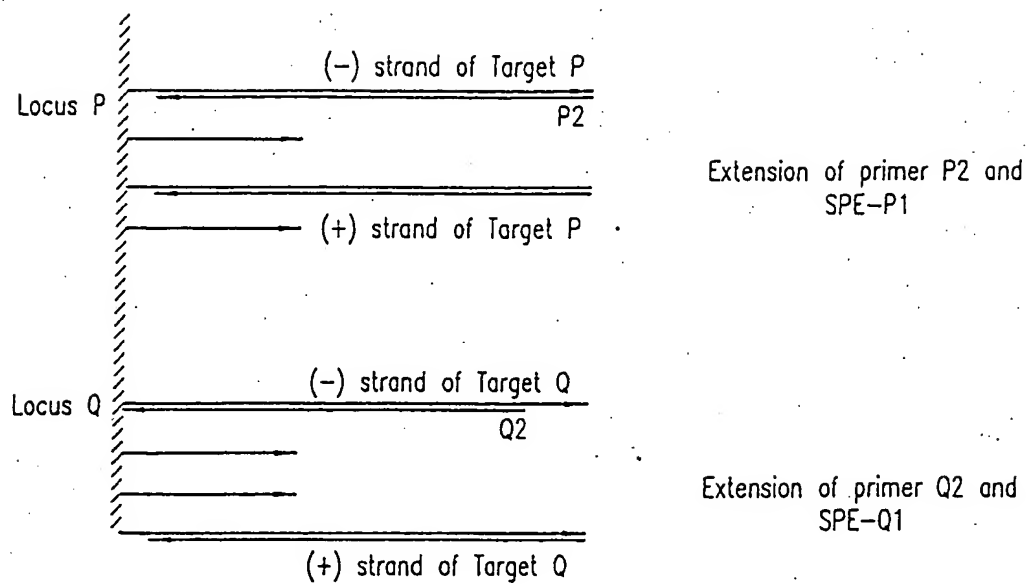 (-) strand of Target P
Locus P
P2
Extension of primer P2 and
SPE-P1
(+) strand of Target P
(-) strand of Target Q
Locus Q
Q2
Extension of primer Q2 and
SPE-Q1
(+) strand of Target Q